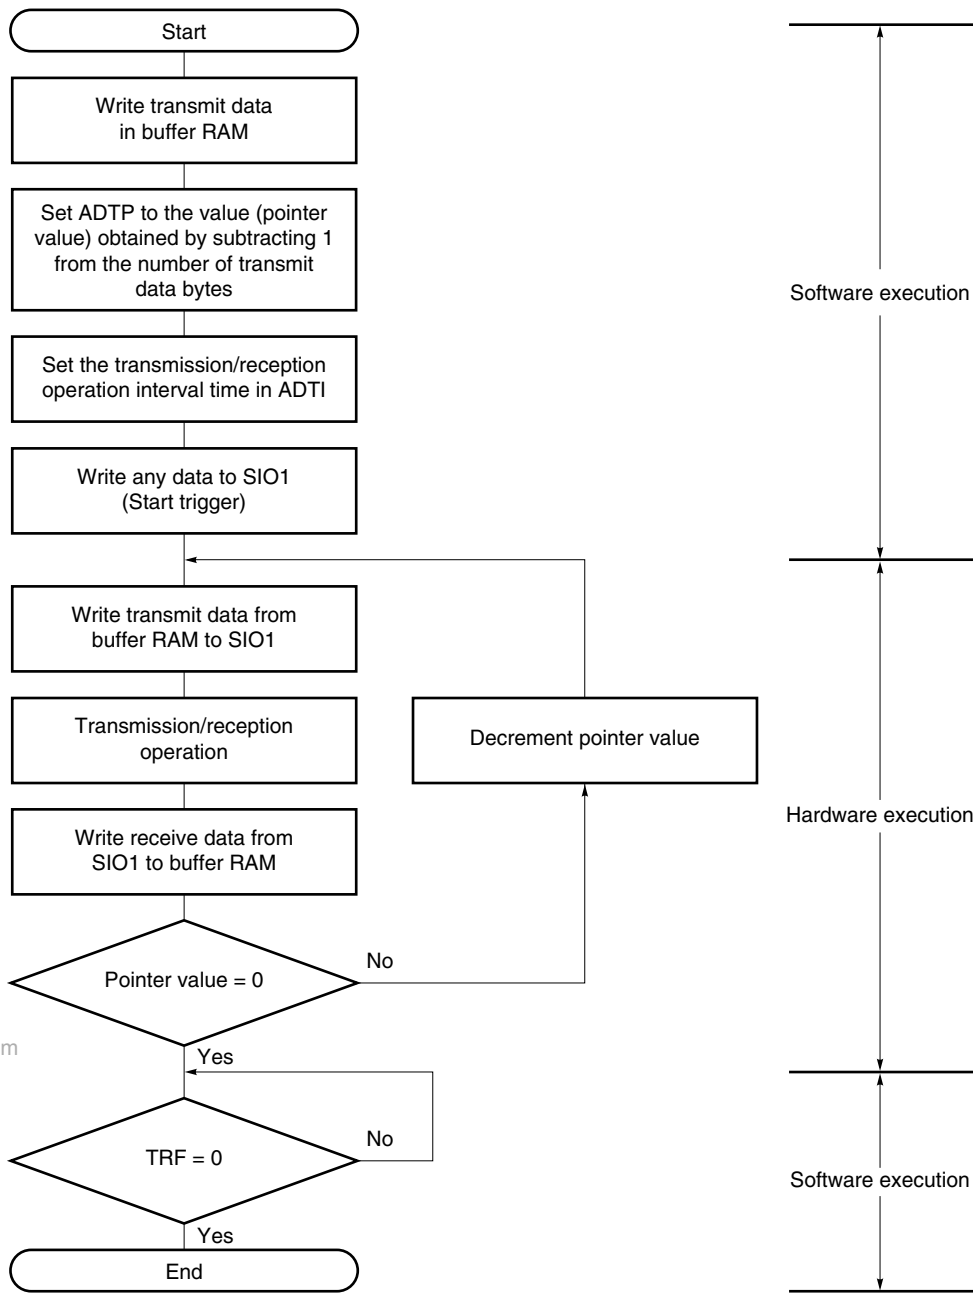 Start
Write transmit data
in buffer RAM
Set ADTP to the value (pointer
value) obtained by subtracting 1
from the number of transmit
data bytes
Software execution
Set the transmission/reception
operation interval time in ADTI
Write any data to SIO1
(Start trigger)
Write transmit data from
buffer RAM to SIO1
Transmission/reception
operation
Decrement pointer value
Hardware execution
Write receive data from
SIO1 to buffer RAM
Pointer value = 0
No
m
Yes
TRF = 0
No
Software execution
Yes
End